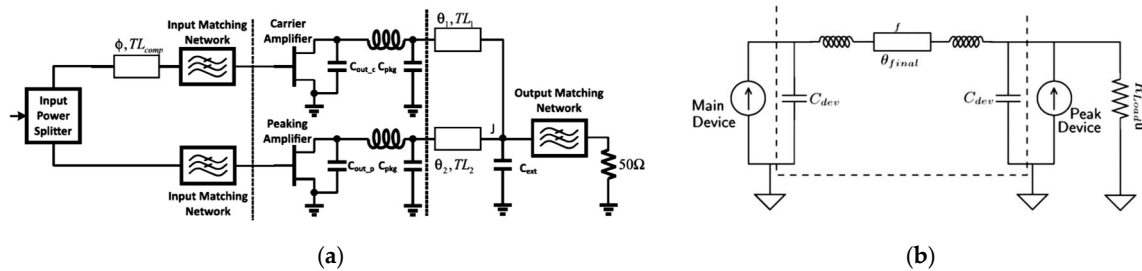 Input Matching
Network
ϕ, TL_comp
Carrier
Amplifier
C_out_c
C_pkg
θ₁, TL₁
Input
Power
Splitter
Output Matching
Network
J
Peaking
Amplifier
C_out_p
C_pkg
θ₂, TL₂
C_ext
50Ω
Input Matching
Network
(a)
f
θ_final
Main
Device
C_dev
C_dev
Peak
Device
(b)